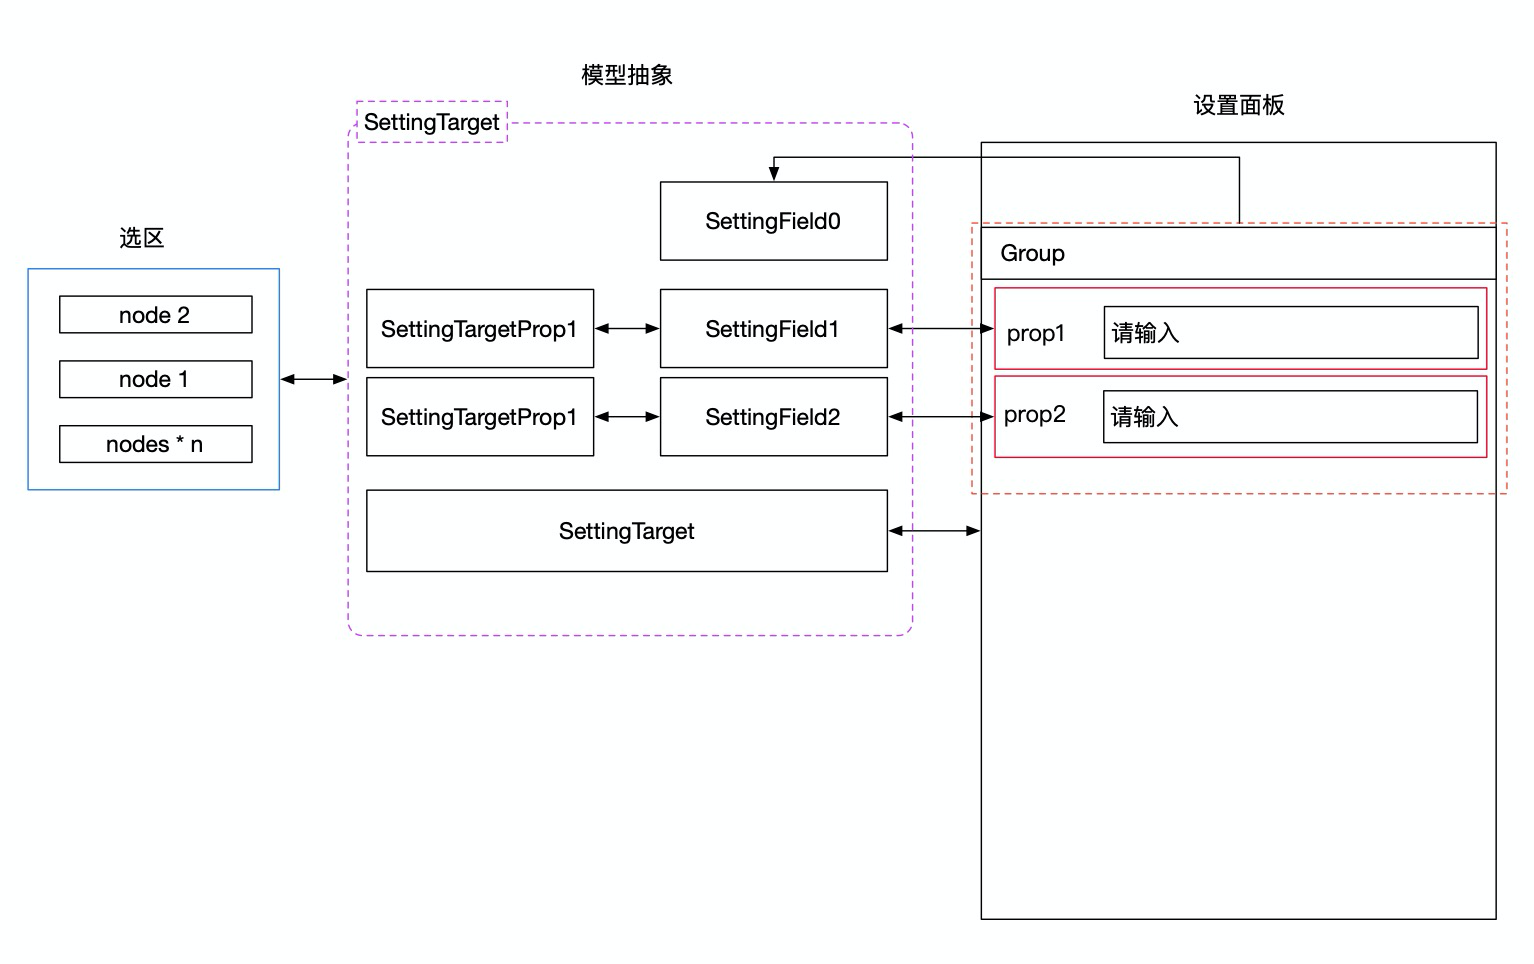 模型抽象
设置面板
SettingTarget
SettingField0
选区
Group
node 2
SettingTargetProp1
SettingField1
prop1
请输入
node 1
SettingTargetProp1
SettingField2
prop2
请输入
nodes * n
SettingTarget